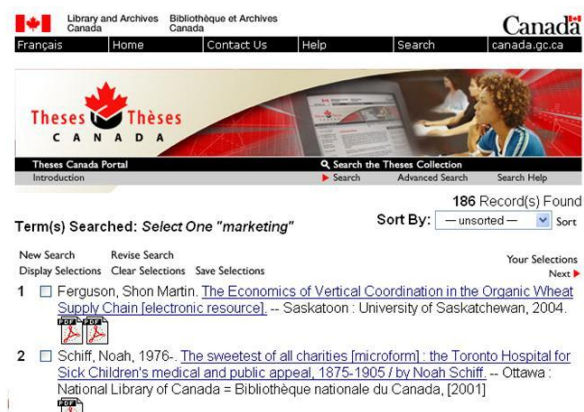 Library and Archives Bibliothèque et Archives
Canada Canada
Canada
Français Home Contact Us Help Search canada.gc.ca
Theses Thèses
CANADA
Theses Canada Portal Search the Theses Collection
Introduction Search Advanced Search Search Help
186 Record(s) Found
Term(s) Searched: Select One "marketing" Sort By: — unsorted — Sort
New Search Revise Search Your Selections
Display Selections Clear Selections Save Selections Next
1 Ferguson, Shon Martin. The Economics of Vertical Coordination in the Organic Wheat
Supply Chain [electronic resource]. -- Saskatoon : University of Saskatchewan, 2004.
PDF PDF
2 Schiff, Noah, 1976-. The sweetest of all charities [microform] : the Toronto Hospital for
Sick Children's medical and public appeal, 1875-1905 / by Noah Schiff. -- Ottawa :
National Library of Canada = Bibliothèque nationale du Canada, [2001]
PDF